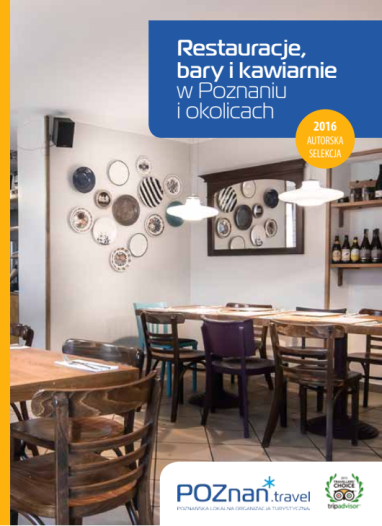 Restauracje,
bary i kawiarnie
w Poznaniu
i okolicach
2016
AUTORSKA
SELEKCJA
POZnan*.travel
POZNAŃSKA LOKALNA ORGANIZACJA TURYSTYCZNA
TRAVELLERS'
CHOICE
tripadvisor